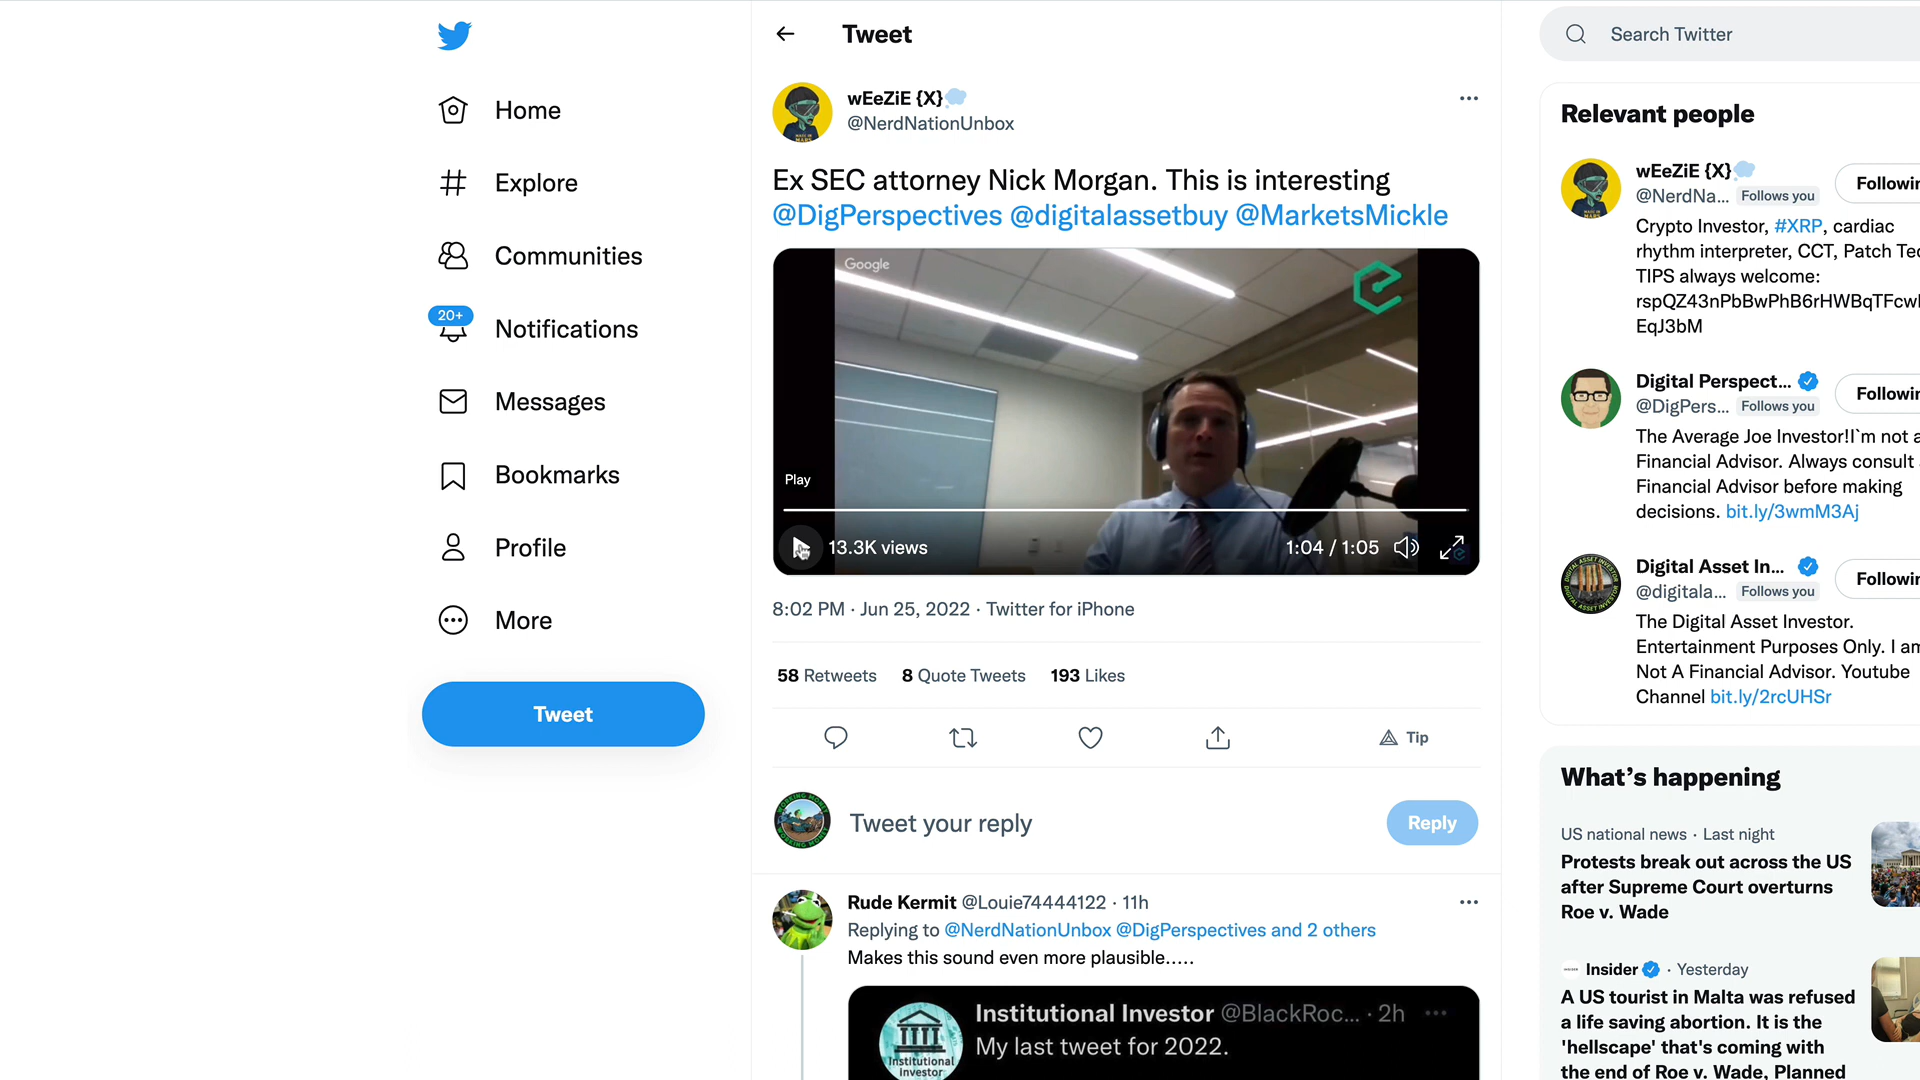 Tweet
Search Twitter
Home
Explore
Communities
20+
Notifications
Messages
Bookmarks
Profile
More
Tweet
wEeZiE {X}
@NerdNationUnbox
Ex SEC attorney Nick Morgan. This is interesting
@DigPerspectives @digitalassetbuy @MarketsMickle
Google
Play
13.3K views
1:04 / 1:05
8:02 PM · Jun 25, 2022 · Twitter for iPhone
58 Retweets 8 Quote Tweets 193 Likes
Tip
Tweet your reply
Reply
Rude Kermit @Louie74444122 · 11h
Replying to @NerdNationUnbox @DigPerspectives and 2 others
Makes this sound even more plausible.....
Institutional Investor @BlackRoc... · 2h
My last tweet for 2022.
Institutional
Investor
Relevant people
wEeZiE {X}
@NerdNa... Follows you
Followin
Crypto Investor, #XRP, cardiac
rhythm interpreter, CCT, Patch Tec
TIPS always welcome:
rspQZ43nPbBwPhB6rHWBqTFcwl
EqJ3bM
Digital Perspect...
@DigPers... Follows you
Followin
The Average Joe Investor!I`m not a
Financial Advisor. Always consult
Financial Advisor before making
decisions. bit.ly/3wmM3Aj
Digital Asset In...
@digitala... Follows you
Followin
The Digital Asset Investor.
Entertainment Purposes Only. I am
Not A Financial Advisor. Youtube
Channel bit.ly/2rcUHSr
What's happening
US national news · Last night
Protests break out across the US
after Supreme Court overturns
Roe v. Wade
Insider · Yesterday
A US tourist in Malta was refused
a life saving abortion. It is the
'hellscape' that's coming with
the end of Roe v. Wade, Planned